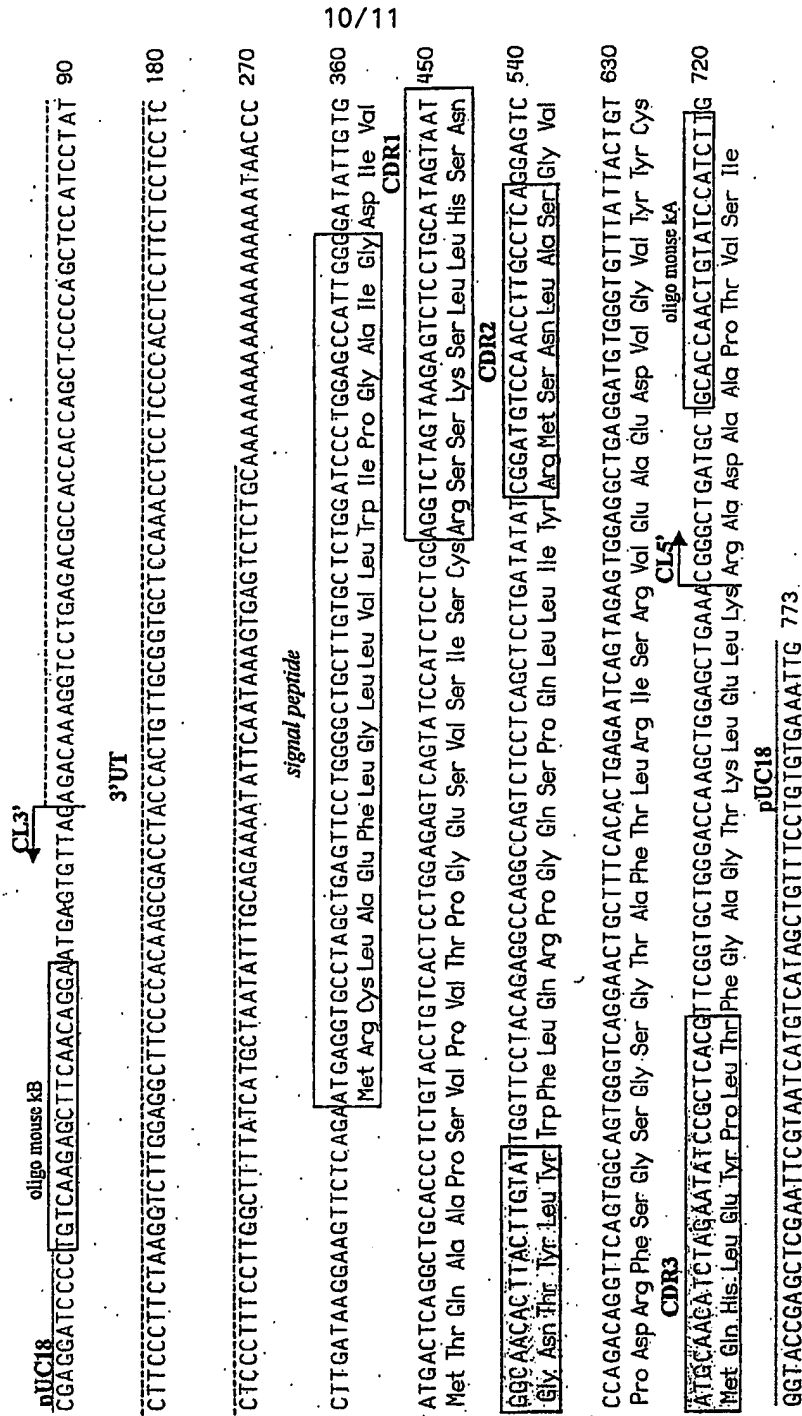 10/11
pUC18
oligo mouse kB
CL3'
CGAGGATCCCCTGTCAAGAGCTTCAACAGGAATGAGTGTTAGAGACAAAGGTCCTGAGACGCCACCACCAGCTCCCCAGCTCCATCCTAT 90
3'UT
CTTCCCTTCTAAGGTCTTGGAGGCTTCCCCACAAGCGACCTACCACTGTTGCGGTGCTCCAAACCTCCTCCCCACCTCCTTCTCCTCCTC 180
CTCCCTTTCCTTGGCTTTTATCATGCTAATATTTGCAGAAAATATTCAATAAAGTGAGTCTCTGCAAAAAAAAAAAAAAAAAATAACCC 270
signal peptide
CTTGATAAGGAAGTTCTCAGAATGAGGTGCCTAGCTGAGTTCCTGGGGCTGCTTGTGCTCTGGATCCCTGGAGCCATTGGGGATATTGTG 360
Met Arg Cys Leu Ala Glu Phe Leu Gly Leu Leu Val Leu Trp Ile Pro Gly Ala Ile Gly Asp Ile Val
CDR1
ATGACTCAGGCTGCACCCTCTGTACCTGTCACTCCTGGAGAGTCAGTATCCATCTCCTGCAGGTCTAGTAAGAGTCTCCTGCATAGTAAT 450
Met Thr Gln Ala Ala Pro Ser Val Pro Val Thr Pro Gly Glu Ser Val Ser Ile Ser Cys Arg Ser Ser Lys Ser Leu Leu His Ser Asn
CDR2
GGCAACACTTACTTGTATTGGTTCCTACAGAGGCCAGGCCAGTCTCCTCAGCTCCTGATATATCGGATGTCCAACCTTGCCTCAGGAGTC 540
Gly Asn Thr Tyr Leu Tyr Trp Phe Leu Gln Arg Pro Gly Gln Ser Pro Gln Leu Leu Ile Tyr Arg Met Ser Asn Leu Ala Ser Gly Val
CCAGACAGGTTCAGTGGCAGTGGGTCAGGAACTGCTTTCACACTGAGAATCAGTAGAGTGGAGGCTGAGGATGTGGGTGTTTATTACTGT 630
Pro Asp Arg Phe Ser Gly Ser Gly Ser Gly Thr Ala Phe Thr Leu Arg Ile Ser Arg Val Glu Ala Glu Asp Val Gly Val Tyr Tyr Cys
CDR3
CL5'
oligo mouse kA
ATGCAACATCTAGAATATCCGCTCACGTTCGGTGCTGGGACCAAGCTGGAGCTGAAACGGGCTGATGCTGCACCAACTGTATCCATCTTG 720
Met Gln His Leu Glu Tyr Pro Leu Thr Phe Gly Ala Gly Thr Lys Leu Glu Leu Lys Arg Ala Asp Ala Ala Pro Thr Val Ser Ile
pUC18
GGTACCGAGCTCGAATTCGTAATCATGTCATAGCTGTTTCCTGTGTGAAATTG 773